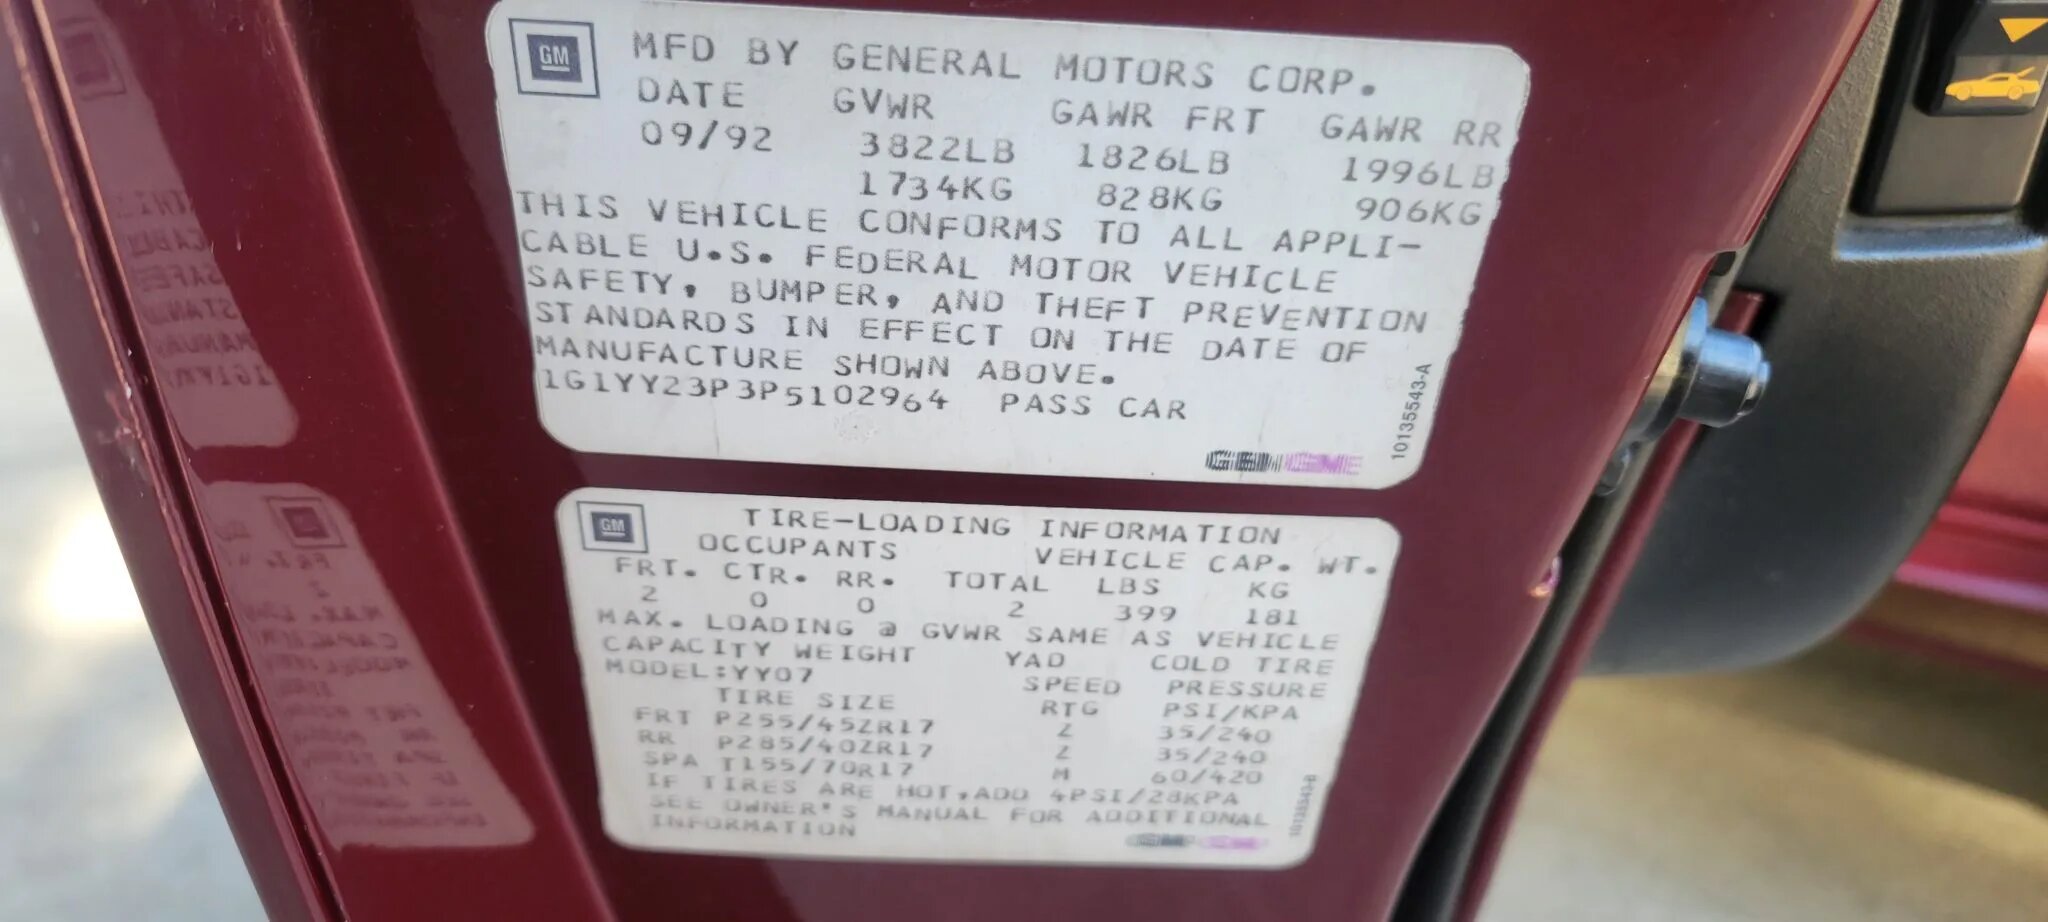 GM MFD BY GENERAL MOTORS CORP.
DATE GVWR GAWR FRT GAWR RR
09/92 3822LB 1826LB 1996LB
1734KG 828KG 906KG
THIS VEHICLE CONFORMS TO ALL APPLI-
CABLE U.S. FEDERAL MOTOR VEHICLE
SAFETY, BUMPER, AND THEFT PREVENTION
STANDARDS IN EFFECT ON THE DATE OF
MANUFACTURE SHOWN ABOVE.
1G1YY23P3P5102964 PASS CAR
10135543-A
GM TIRE-LOADING INFORMATION
OCCUPANTS VEHICLE CAP. WT.
FRT. CTR. RR. TOTAL LBS KG
2 0 0 2 399 181
MAX. LOADING @ GVWR SAME AS VEHICLE
CAPACITY WEIGHT YAD COLD TIRE
MODEL:YY07 SPEED PRESSURE
TIRE SIZE RTG PSI/KPA
FRT P255/45ZR17 Z 35/240
RR P285/40ZR17 Z 35/240
SPA T155/70R17 M 60/420
IF TIRES ARE HOT,ADD 4PSI/28KPA
SEE OWNER'S MANUAL FOR ADDITIONAL
INFORMATION
10135543-B